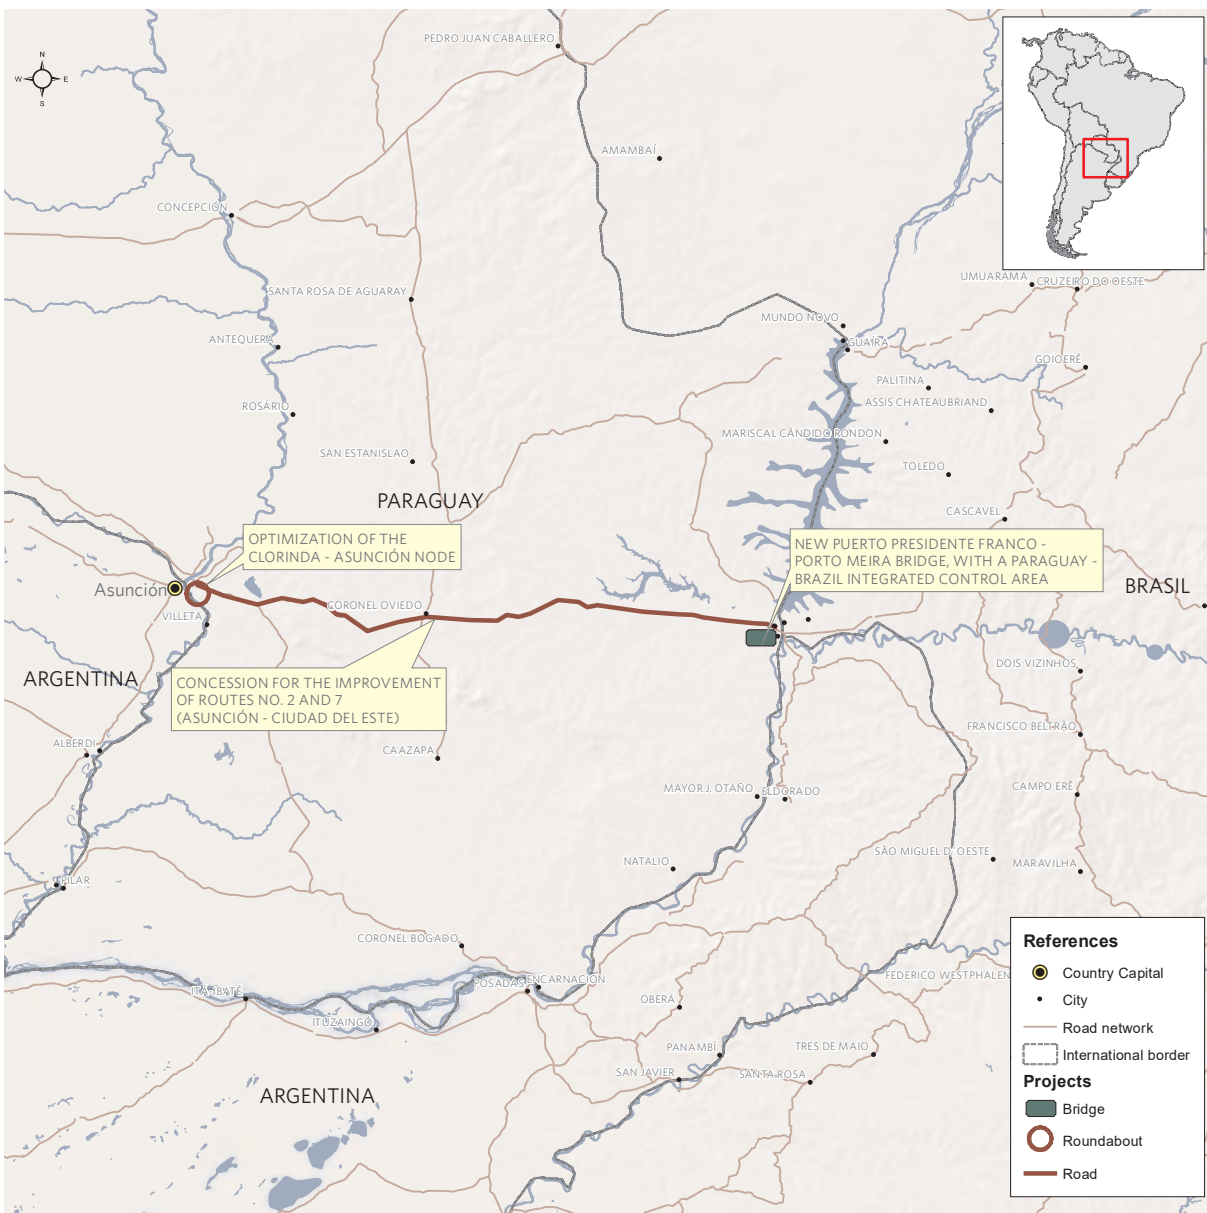 PEDRO JUAN CABALLERO
N
W
E
S
AMAMBAÍ
CONCEPCIÓN
UMUARAMA
CRUZEIRO DO OESTE
SANTA ROSA DE AGUARAY
MUNDO NOVO
GUAÍRA
ANTEQUERA
GOIOERÊ
PALITINA
ASSIS CHATEAUBRIAND
ROSÁRIO
MARISCAL CÂNDIDO RONDON
SAN ESTANISLAO
TOLEDO
PARAGUAY
CASCAVEL
OPTIMIZATION OF THE
CLORINDA - ASUNCIÓN NODE
NEW PUERTO PRESIDENTE FRANCO -
PORTO MEIRA BRIDGE, WITH A PARAGUAY -
BRAZIL INTEGRATED CONTROL AREA
Asunción
BRASIL
CORONEL OVIEDO
VILLETA
DOIS VIZINHOS
ARGENTINA
CONCESSION FOR THE IMPROVEMENT
OF ROUTES NO. 2 AND 7
(ASUNCIÓN - CIUDAD DEL ESTE)
FRANCISCO BELTRÃO
ALBERDI
CAAZAPA
MAYOR J. OTAÑO
ELDORADO
CAMPO ERÊ
SÃO MIGUEL D' OESTE
NATALIO
MARAVILHA
PILAR
CORONEL BOGADO
References
Country Capital
City
Road network
International border
Projects
Bridge
Roundabout
Road
FEDERICO WESTPHALEN
POSADAS
ENCARNACIÓN
ITÁ-IBATÉ
OBERÁ
ITUZAINGÓ
PANAMBÍ
TRES DE MAIO
SAN JAVIER
SANTA ROSA
ARGENTINA